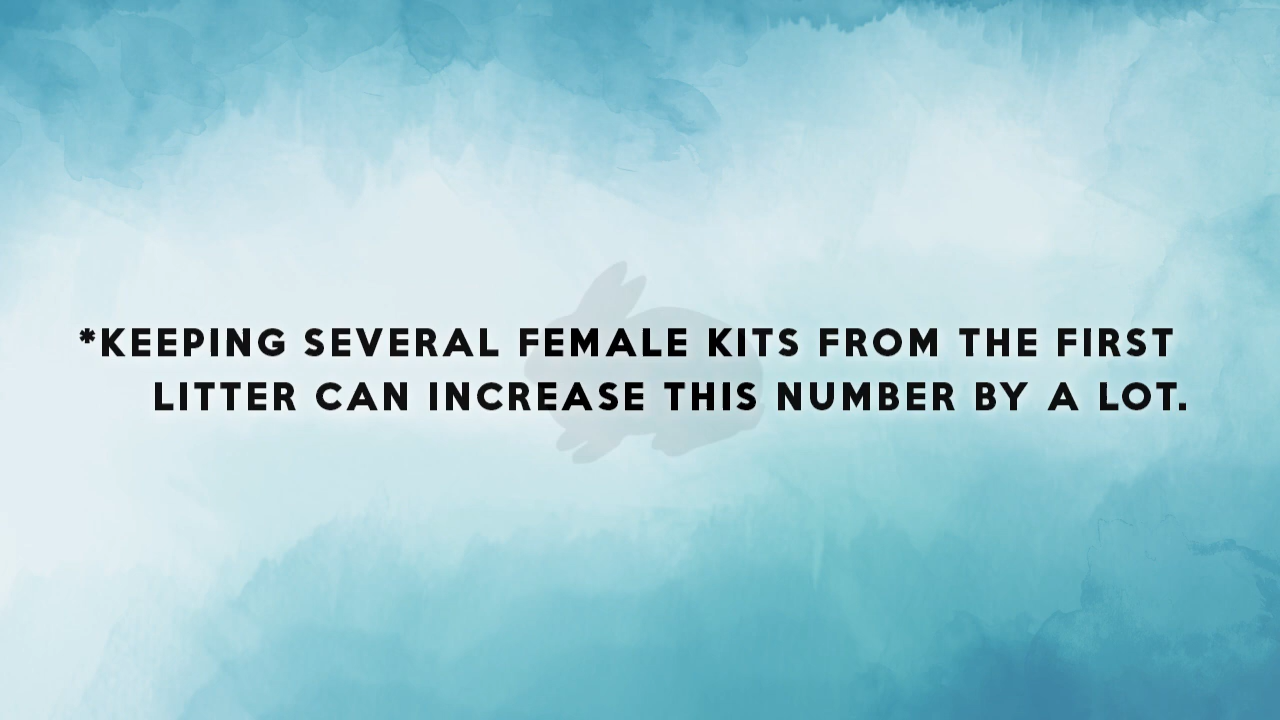 *KEEPING SEVERAL FEMALE KITS FROM THE FIRST
LITTER CAN INCREASE THIS NUMBER BY A LOT.